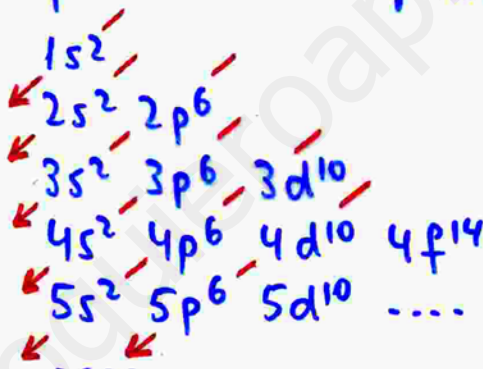 1s²
2s² 2p⁶
3s² 3p⁶ 3d¹⁰
4s² 4p⁶ 4d¹⁰ 4f¹⁴
5s² 5p⁶ 5d¹⁰ ....